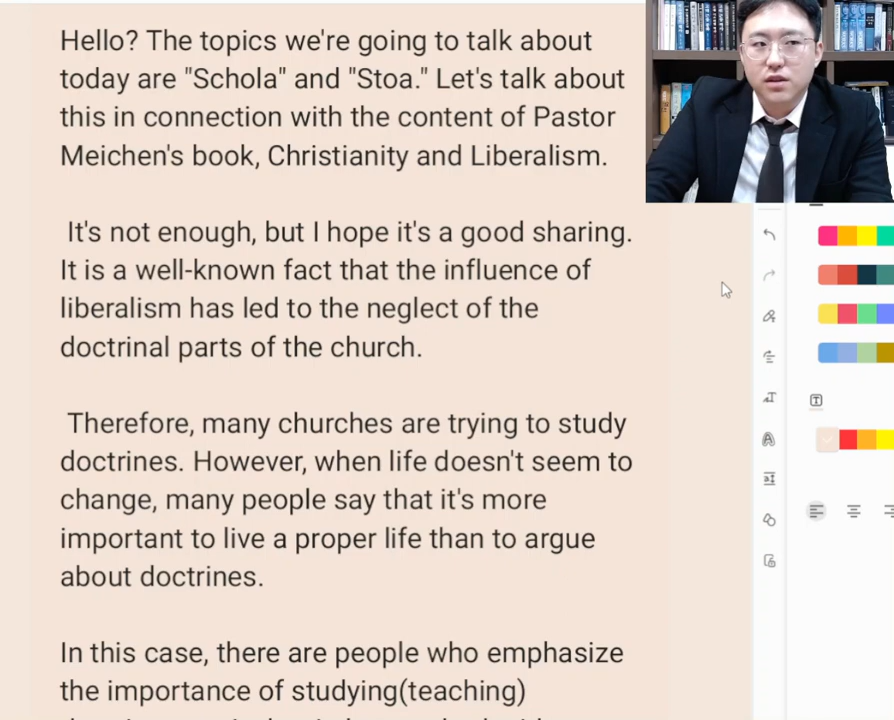 Hello? The topics we're going to talk about
today are "Schola" and "Stoa." Let's talk about
this in connection with the content of Pastor
Meichen's book, Christianity and Liberalism.
It's not enough, but I hope it's a good sharing.
It is a well-known fact that the influence of
liberalism has led to the neglect of the
doctrinal parts of the church.
Therefore, many churches are trying to study
doctrines. However, when life doesn't seem to
change, many people say that it's more
important to live a proper life than to argue
about doctrines.
In this case, there are people who emphasize
the importance of studying(teaching)